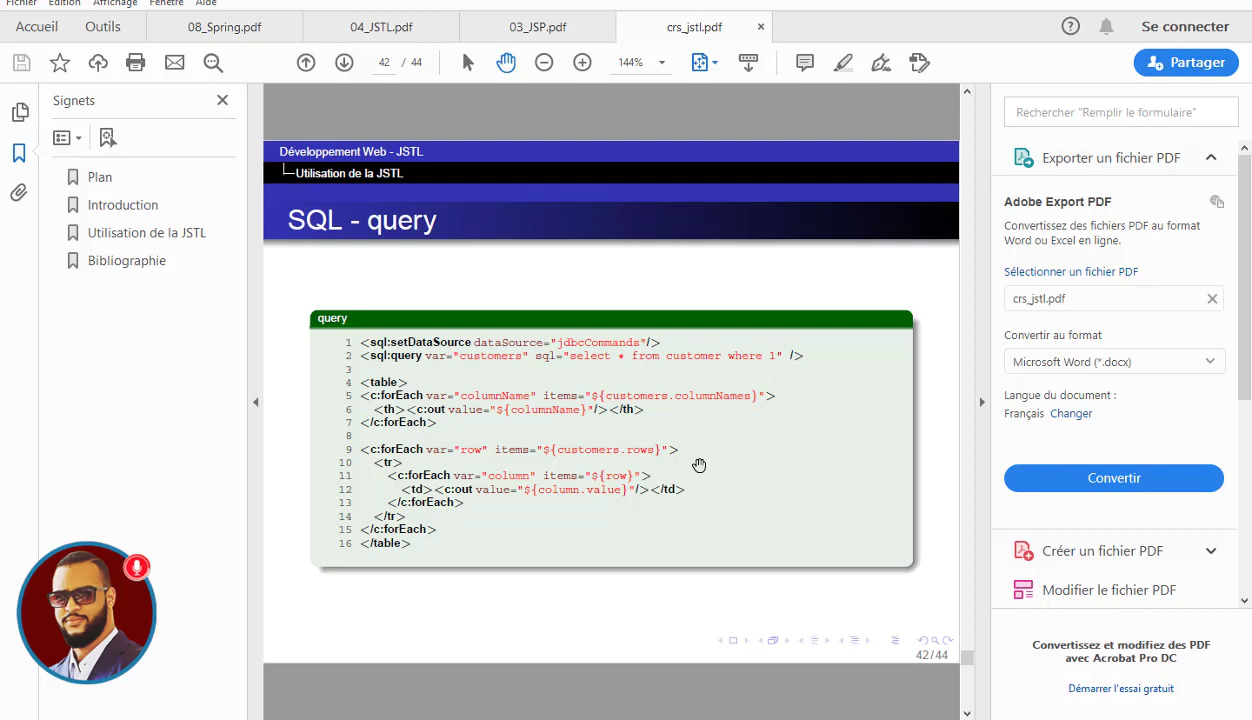 Fichier Edition Affichage Fenêtre Aide
Accueil Outils 08_Spring.pdf 04_JSTL.pdf 03_JSP.pdf crs_jstl.pdf × Se connecter
42 / 44 144% Partager
Signets
Plan
Introduction
Utilisation de la JSTL
Bibliographie
Développement Web - JSTL
Utilisation de la JSTL
SQL - query
query
1 <sql:setDataSource dataSource="jdbcCommands"/>
2 <sql:query var="customers" sql="select * from customer where 1" />
3
4 <table>
5 <c:forEach var="columnName" items="${customers.columnNames}">
6 <th><c:out value="${columnName}"/></th>
7 </c:forEach>
8
9 <c:forEach var="row" items="${customers.rows}">
10 <tr>
11 <c:forEach var="column" items="${row}">
12 <td><c:out value="${column.value}"/></td>
13 </c:forEach>
14 </tr>
15 </c:forEach>
16 </table>
42/44
Rechercher "Remplir le formulaire"
Exporter un fichier PDF
Adobe Export PDF
Convertissez des fichiers PDF au format
Word ou Excel en ligne.
Sélectionner un fichier PDF
crs_jstl.pdf
Convertir au format
Microsoft Word (*.docx)
Langue du document :
Français Changer
Convertir
Créer un fichier PDF
Modifier le fichier PDF
Convertissez et modifiez des PDF
avec Acrobat Pro DC
Démarrer l'essai gratuit